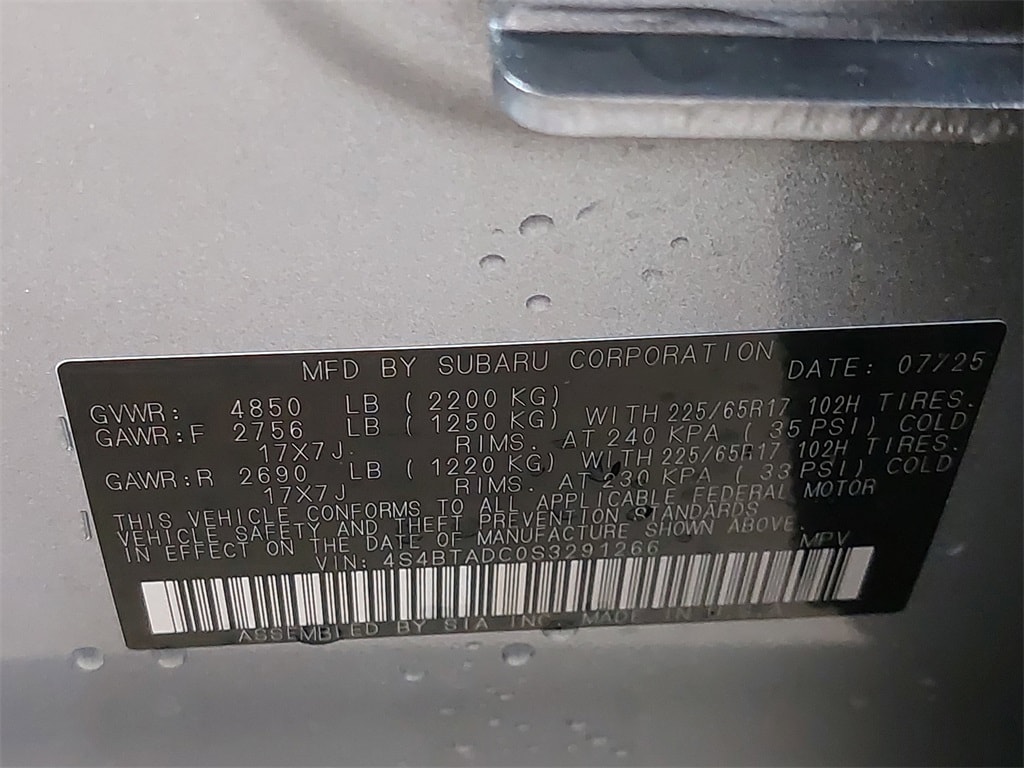 MFD BY SUBARU CORPORATION DATE: 07/25
GVWR: 4850 LB ( 2200 KG)
GAWR:F 2756 LB ( 1250 KG) WITH 225/65R17 102H TIRES.
17X7J. RIMS. AT 240 KPA ( 35 PSI) COLD
GAWR:R 2690 LB ( 1220 KG) WITH 225/65R17 102H TIRES.
17X7J RIMS. AT 230 KPA ( 33 PSI) COLD
THIS VEHICLE CONFORMS TO ALL APPLICABLE FEDERAL MOTOR
VEHICLE SAFETY AND THEFT PREVENTION STANDARDS
IN EFFECT ON THE DATE OF MANUFACTURE SHOWN ABOVE.
VIN: 4S4BTADC0S3291266 MPV
ASSEMBLED BY SIA INC. MADE IN U.S.A.